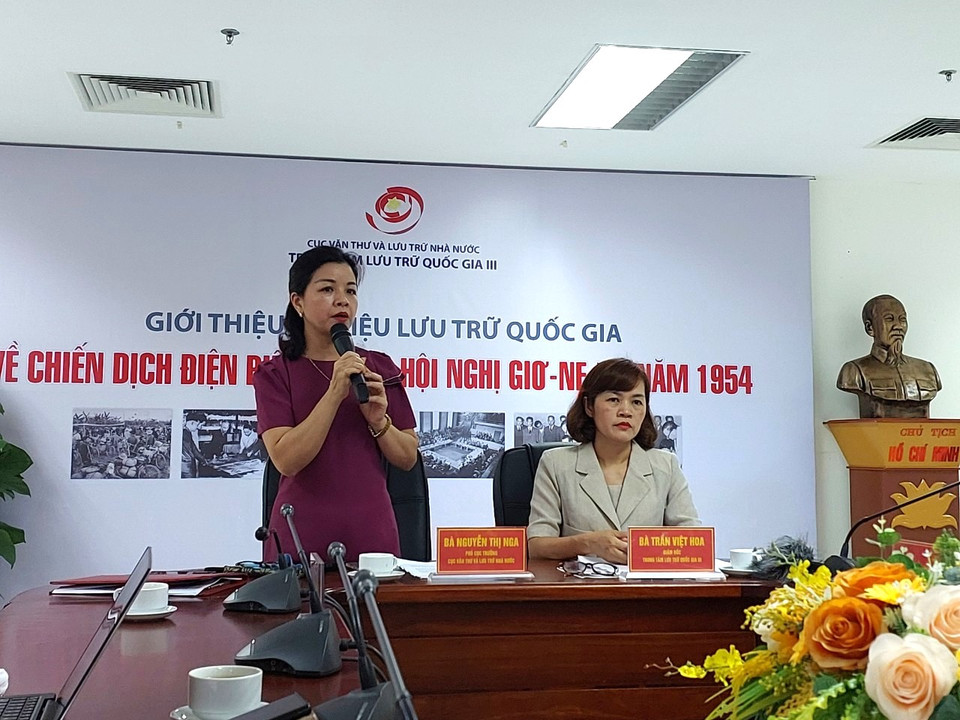 CỤC VĂN THƯ VÀ LƯU TRỮ NHÀ NƯỚC
LƯU TRỮ QUỐC GIA III
GIỚI THIỆU LƯU TRỮ QUỐC GIA
VỀ CHIẾN DỊCH ĐIỆN HỘI NGHỊ GIƠ-NE NĂM 1954
BÀ NGUYỄN THỊ NGA
PHÓ CỤC TRƯỞNG
CỤC VĂN THƯ VÀ LƯU TRỮ NHÀ NƯỚC
BÀ TRẦN VIỆT HOA
GIÁM ĐỐC
TRUNG TÂM LƯU TRỮ QUỐC GIA III
CHỦ TỊCH
HỒ CHÍ MINH